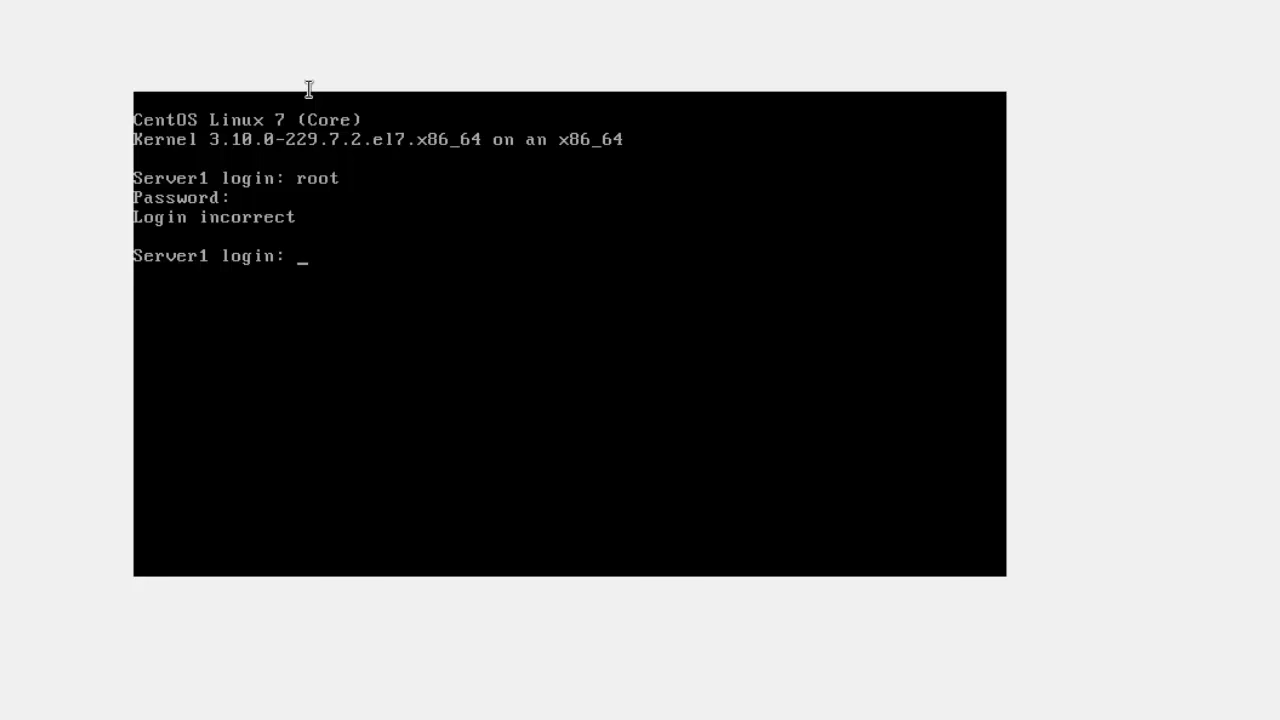 CentOS Linux 7 (Core)
Kernel 3.10.0-229.7.2.el7.x86_64 on an x86_64
Server1 login: root
Password:
Login incorrect
Server1 login: _